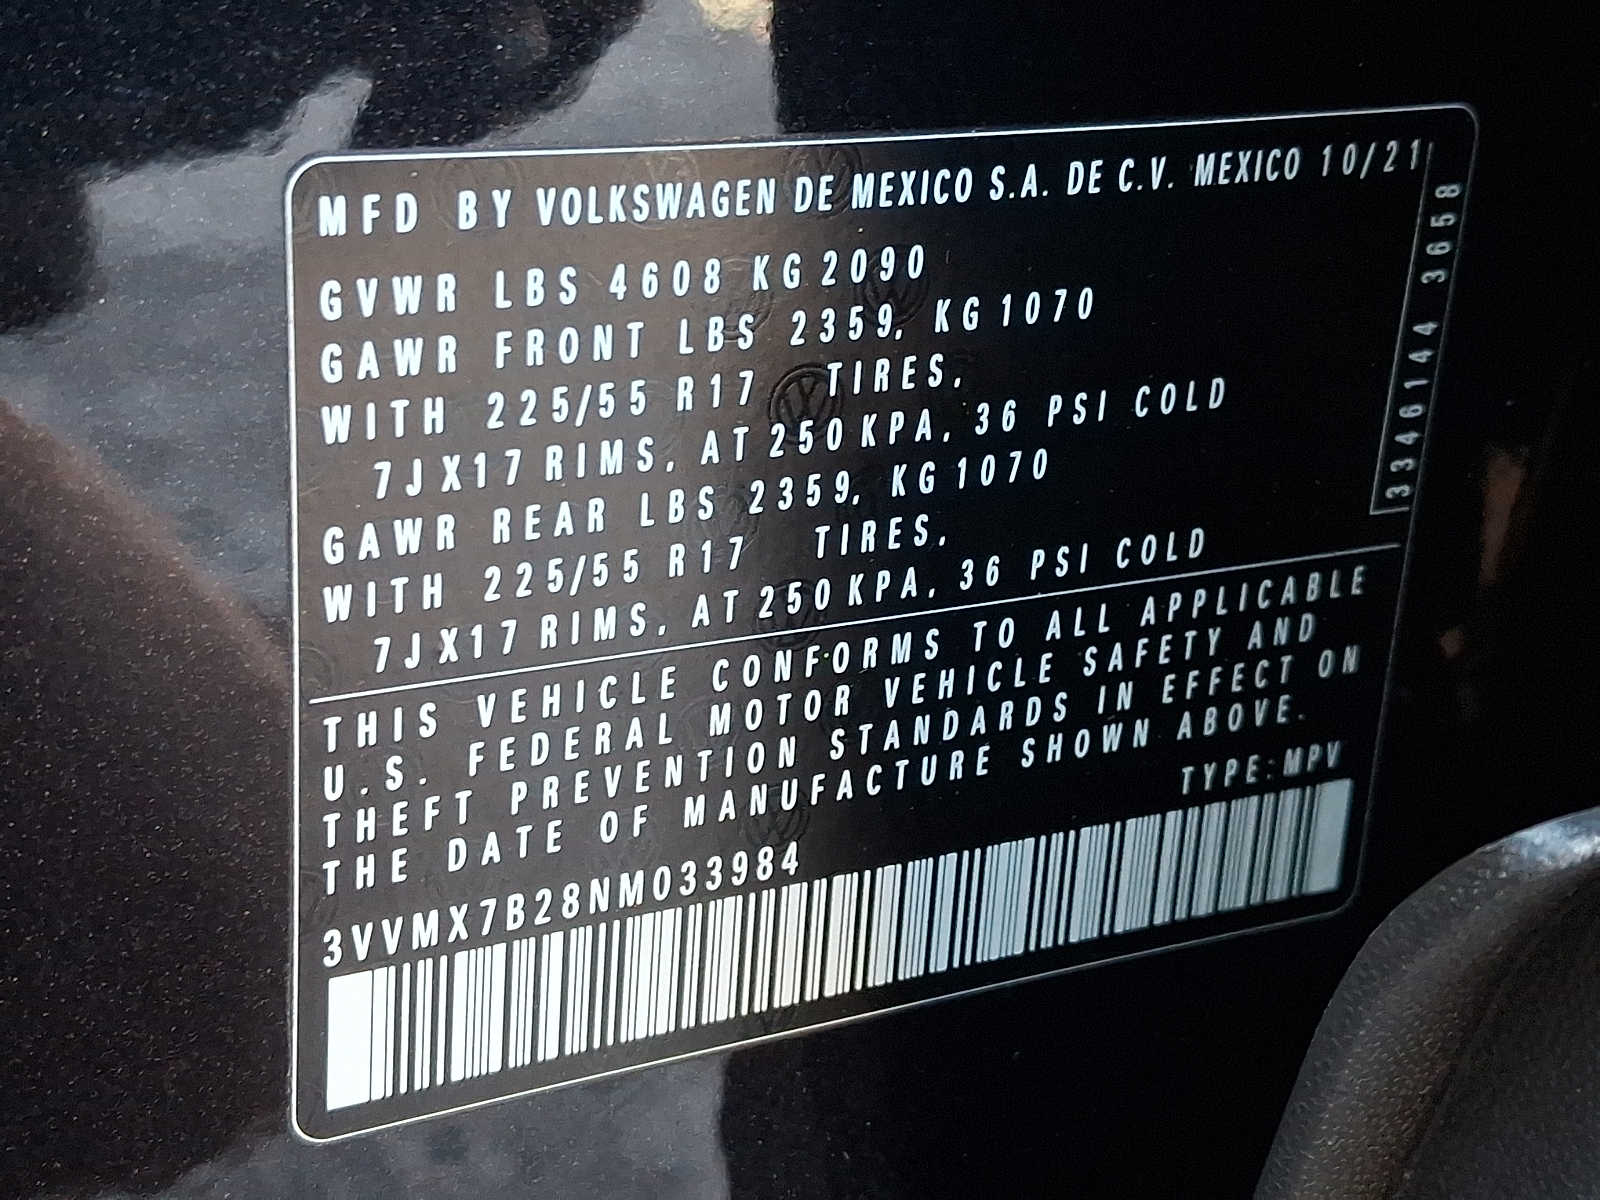 MFD BY VOLKSWAGEN DE MEXICO S.A. DE C.V. MEXICO 10/21
GVWR LBS 4608 KG 2090
GAWR FRONT LBS 2359, KG 1070
WITH 225/55 R17 TIRES,
7JX17 RIMS, AT 250 KPA, 36 PSI COLD
GAWR REAR LBS 2359, KG 1070
WITH 225/55 R17 TIRES,
7JX17 RIMS, AT 250 KPA, 36 PSI COLD
THIS VEHICLE CONFORMS TO ALL APPLICABLE
U.S. FEDERAL MOTOR VEHICLE SAFETY AND
THEFT PREVENTION STANDARDS IN EFFECT ON
THE DATE OF MANUFACTURE SHOWN ABOVE.
TYPE:MPV
3VVMX7B28NM033984
3346144 3658